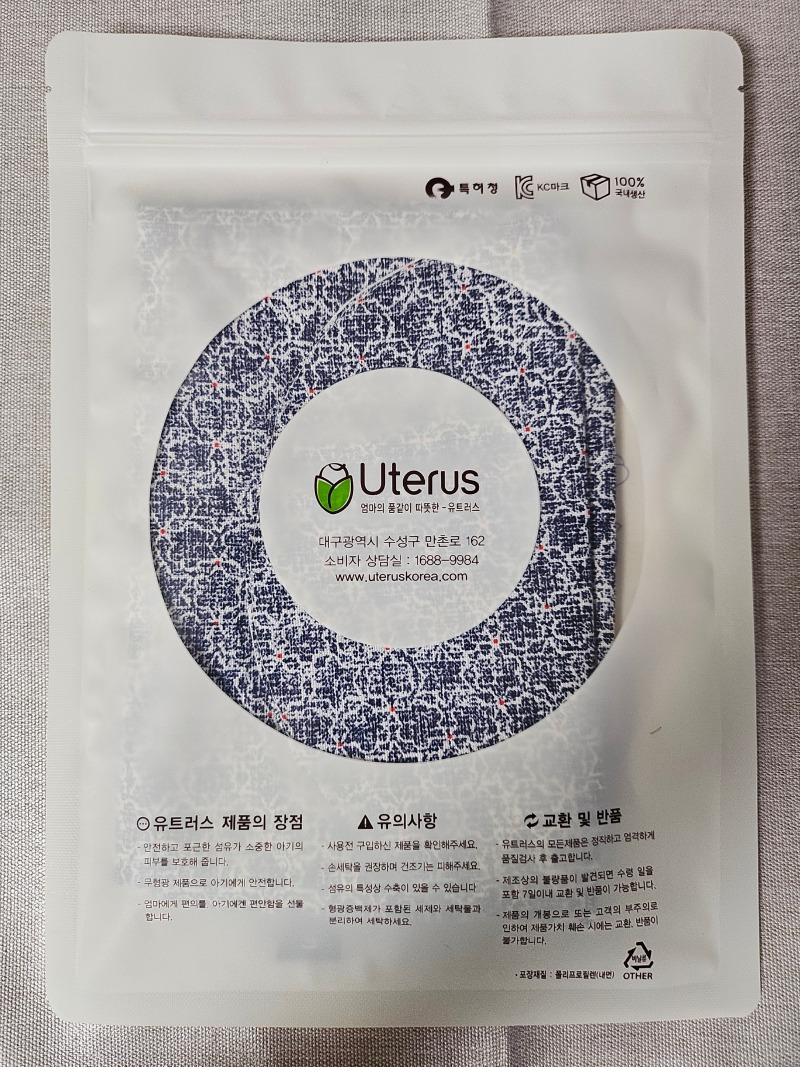 특허청 KC마크 100% 국내생산
Uterus
엄마의 품같이 따뜻한 - 유트러스
대구광역시 수성구 만촌로 162
소비자 상담실 : 1688-9984
www.uteruskorea.com
유트러스 제품의 장점
- 안전하고 포근한 섬유가 소중한 아기의
피부를 보호해 줍니다.
- 무형광 제품으로 아기에게 안전합니다.
- 엄마에게 편의를 아기에겐 편안함을 선물
합니다.
유의사항
- 사용전 구입하신 제품을 확인해주세요.
- 손세탁을 권장하며 건조기는 피해주세요.
- 섬유의 특성상 수축이 있을 수 있습니다
- 형광증백제가 포함된 세제와 세탁물과
분리하여 세탁하세요.
교환 및 반품
- 유트러스의 모든제품은 정직하고 엄격하게
품질검사 후 출고합니다.
- 제조상의 불량품이 발견되면 수령 일을
포함 7일이내 교환 및 반품이 가능합니다.
- 제품의 개봉으로 또는 고객의 부주의로
인하여 제품가치 훼손 시에는 교환, 반품이
불가합니다.
• 포장재질 : 폴리프로필렌(내면)
비닐류
OTHER